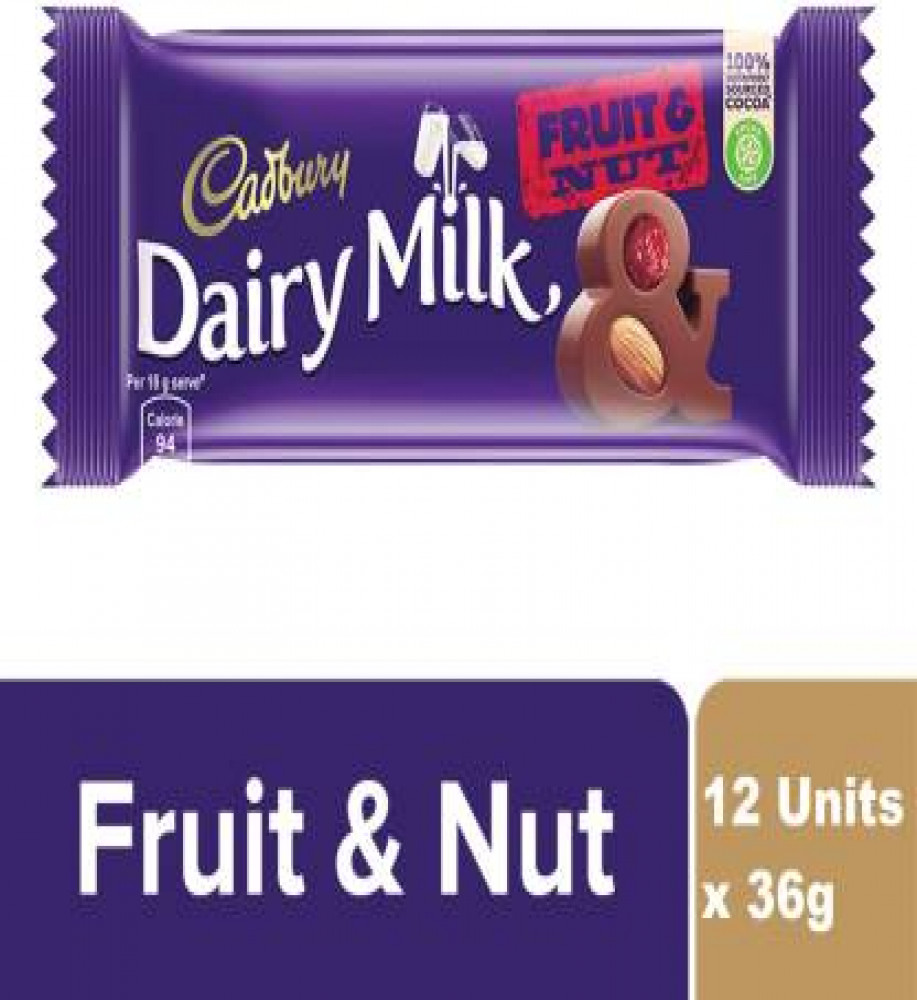 100%
SOURCED
COCOA
FRUIT &
NUT
Cadbury
Dairy Milk
Per 18 g serve*
Calorie
94
Fruit & Nut
12 Units
x 36g